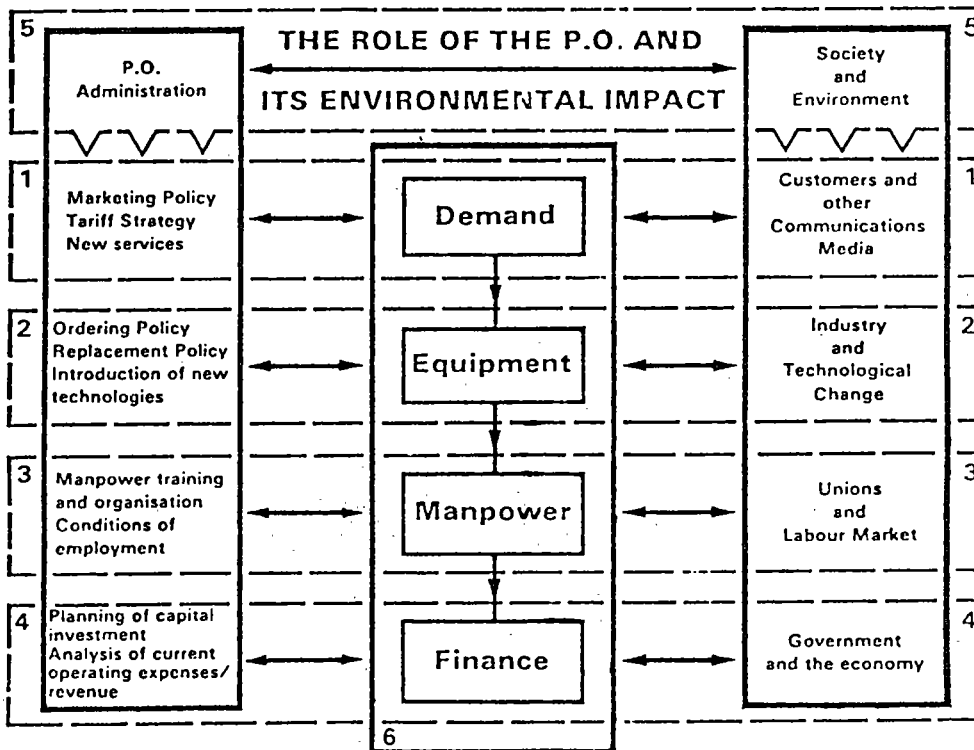 5
THE ROLE OF THE P.O. AND
ITS ENVIRONMENTAL IMPACT
5
P.O.
Administration
Society
and
Environment
1
Marketing Policy
Tariff Strategy
New services
Demand
Customers and
other
Communications
Media
1
2
Ordering Policy
Replacement Policy
Introduction of new
technologies
Equipment
Industry
and
Technological
Change
2
3
Manpower training
and organisation
Conditions of
employment
Manpower
Unions
and
Labour Market
3
4
Planning of capital
investment
Analysis of current
operating expenses/
revenue
Finance
Government
and the economy
4
6